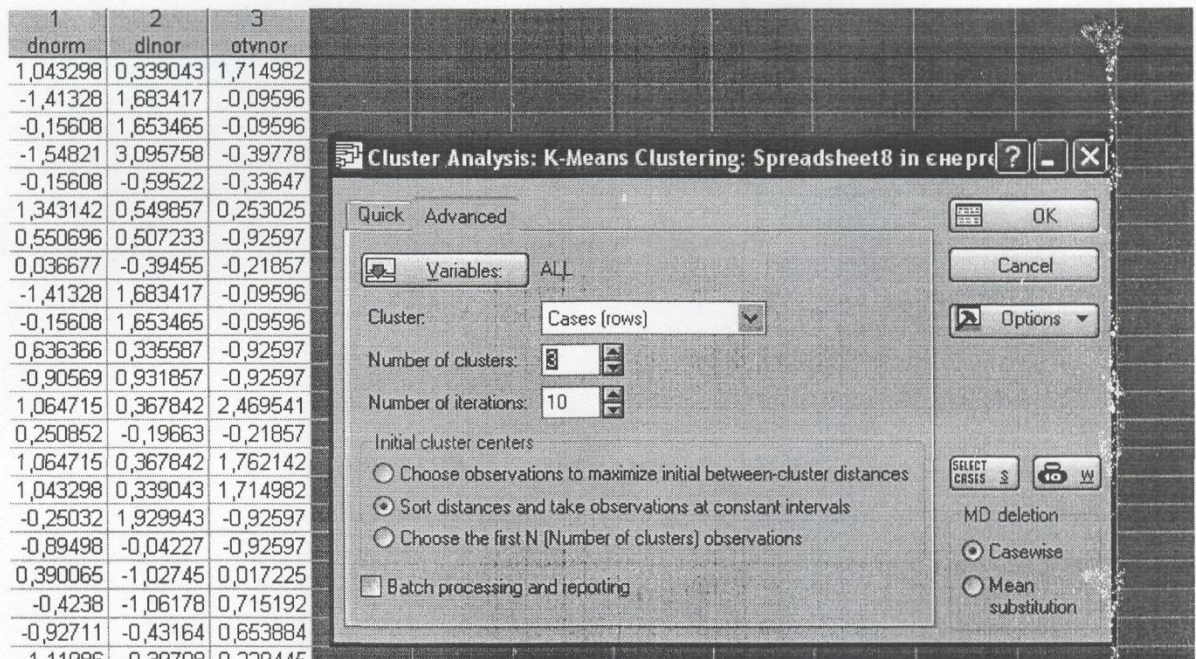 1 2 3
dnorm dlnor otvnor
1,043298 0,339043 1,714982
-1,41328 1,683417 -0,09596
-0,15608 1,653465 -0,09596
-1,54821 3,095758 -0,39778
-0,15608 -0,59522 -0,33647
1,343142 0,549857 0,253025
0,550696 0,507233 -0,92597
0,036677 -0,39455 -0,21857
-1,41328 1,683417 -0,09596
-0,15608 1,653465 -0,09596
0,636366 0,335587 -0,92597
-0,90569 0,931857 -0,92597
1,064715 0,367842 2,469541
0,250852 -0,19663 -0,21857
1,064715 0,367842 1,762142
1,043298 0,339043 1,714982
-0,25032 1,929943 -0,92597
-0,89498 -0,04227 -0,92597
0,390065 -1,02745 0,017225
-0,4238 -1,06178 0,715192
-0,92711 -0,43164 0,653884
Cluster Analysis: K-Means Clustering: Spreadsheet8 in єнерге
Quick Advanced
OK
Variables: ALL
Cancel
Cluster: Cases (rows)
Options
Number of clusters: 3
Number of iterations: 10
Initial cluster centers
Choose observations to maximize initial between-cluster distances
Sort distances and take observations at constant intervals
Choose the first N (Number of clusters) observations
Batch processing and reporting
SELECT CASES S
W
MD deletion
Casewise
Mean
substitution